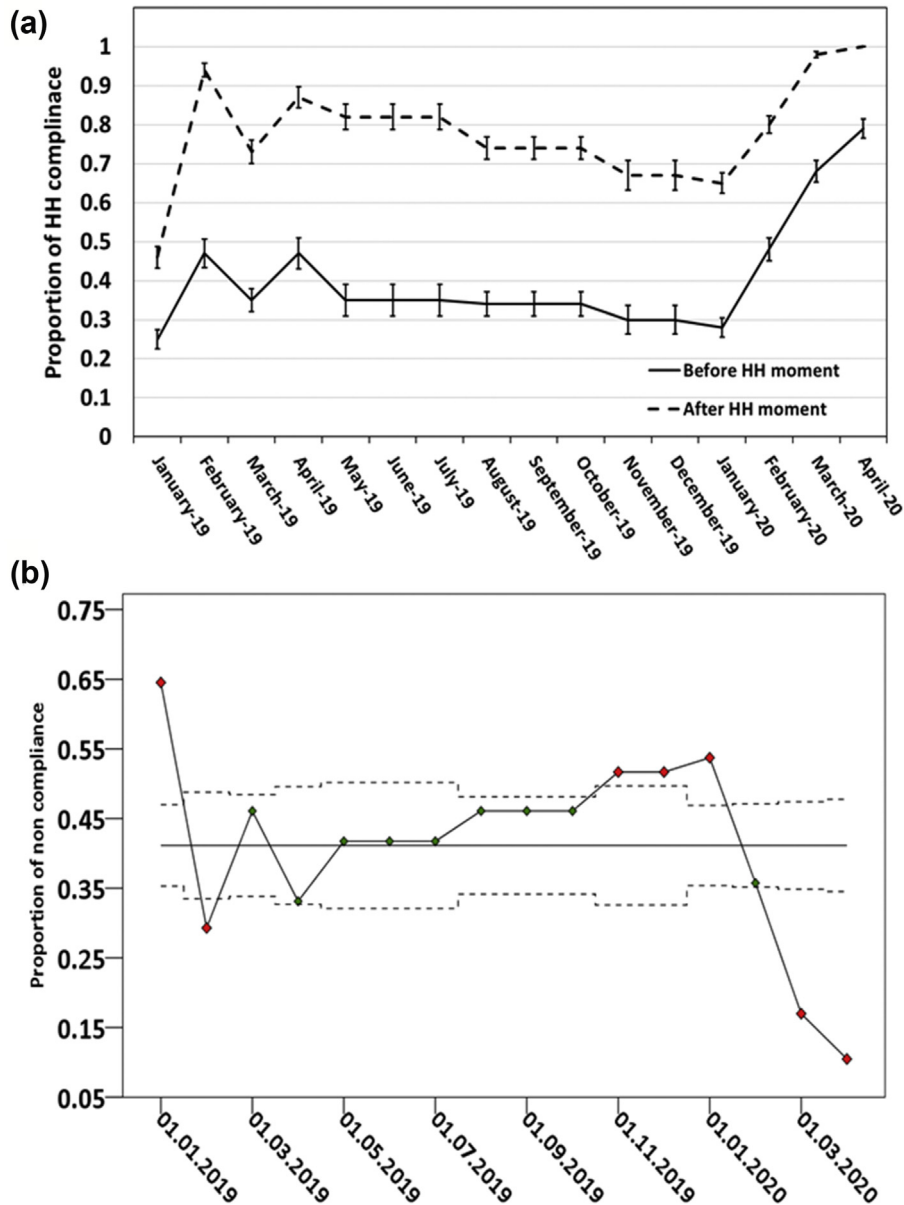 (a)
Proportion of HH complinace
1
0.9
0.8
0.7
0.6
0.5
0.4
0.3
0.2
0.1
0
Before HH moment
After HH moment
January-19
February-19
March-19
April-19
May-19
June-19
July-19
August-19
September-19
October-19
November-19
December-19
January-20
February-20
March-20
April-20
(b)
Proportion of non compliance
0.75
0.65
0.55
0.45
0.35
0.25
0.15
0.05
01.01.2019
01.03.2019
01.05.2019
01.07.2019
01.09.2019
01.11.2019
01.01.2020
01.03.2020